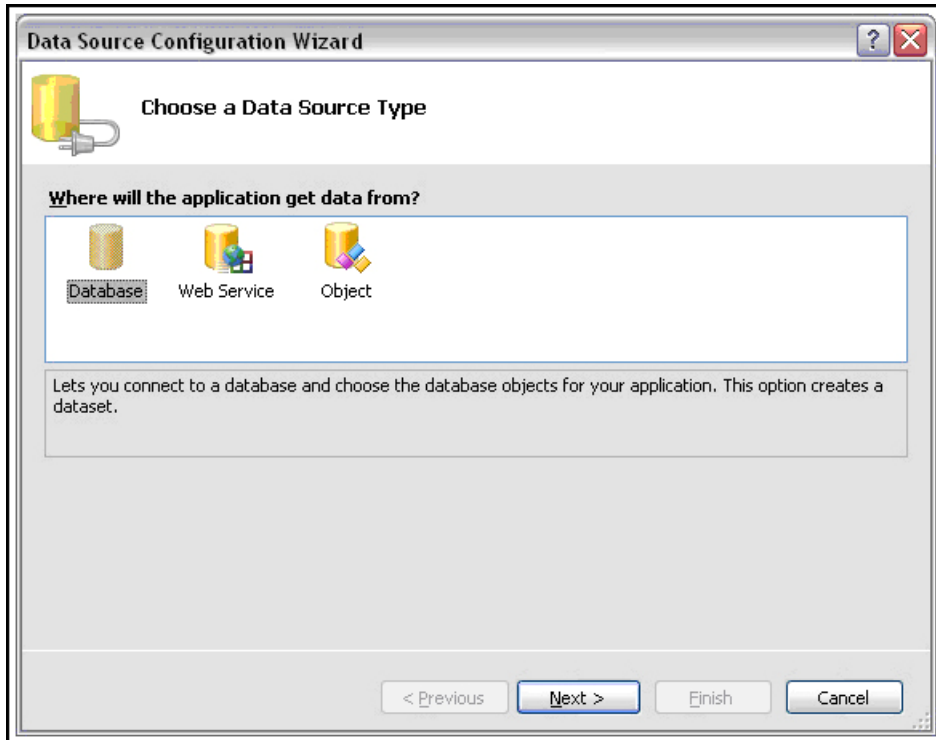 Data Source Configuration Wizard
?
Choose a Data Source Type
Where will the application get data from?
Database
Web Service
Object
Lets you connect to a database and choose the database objects for your application. This option creates a
dataset.
< Previous
Next >
Finish
Cancel